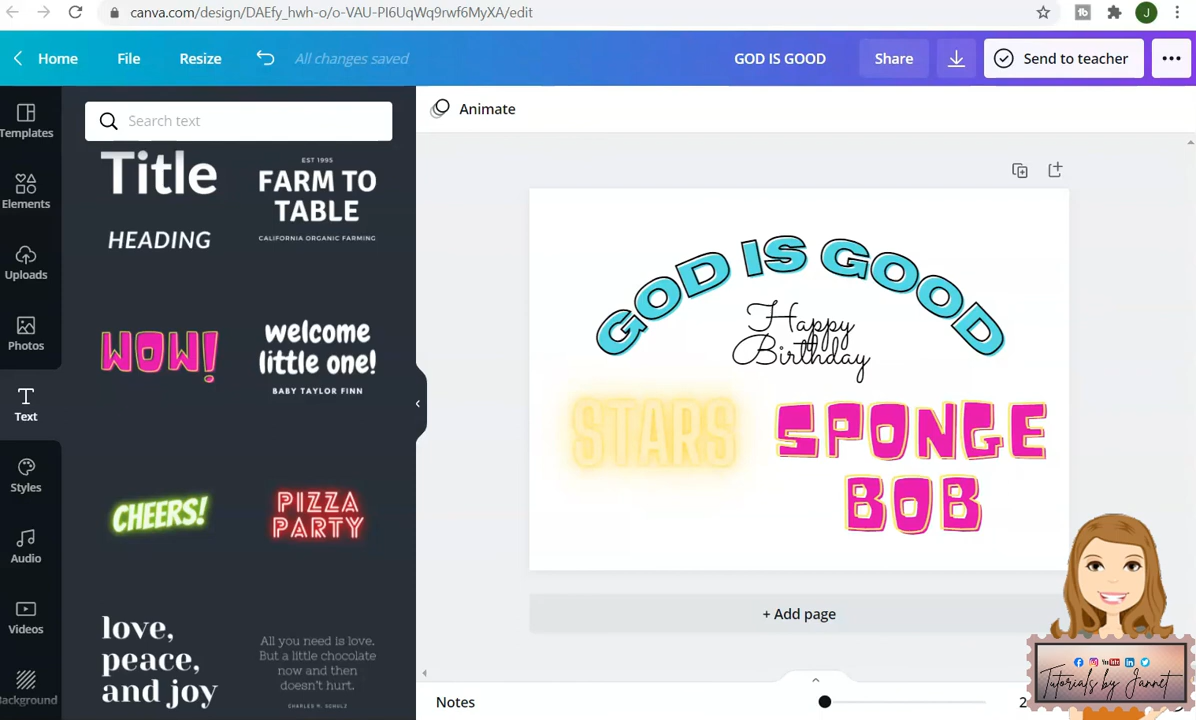 canva.com/design/DAEfy_hwh-o/o-VAU-PI6UqWq9rwf6MyXA/edit
J
Home
File
Resize
All changes saved
GOD IS GOOD
Share
Send to teacher
Templates
Elements
Uploads
Photos
Text
Styles
Audio
Videos
Background
Search text
Title
HEADING
EST 1995
FARM TO
TABLE
CALIFORNIA ORGANIC FARMING
WOW!
welcome
little one!
BABY TAYLOR FINN
CHEERS!
PIZZA
PARTY
love,
peace,
and joy
All you need is love.
But a little chocolate
now and then
doesn't hurt.
CHARLES M. SCHULZ
Animate
GOD IS GOOD
Happy
Birthday
STARS
SPONGE
BOB
+ Add page
Notes
Tutorials by Jannet